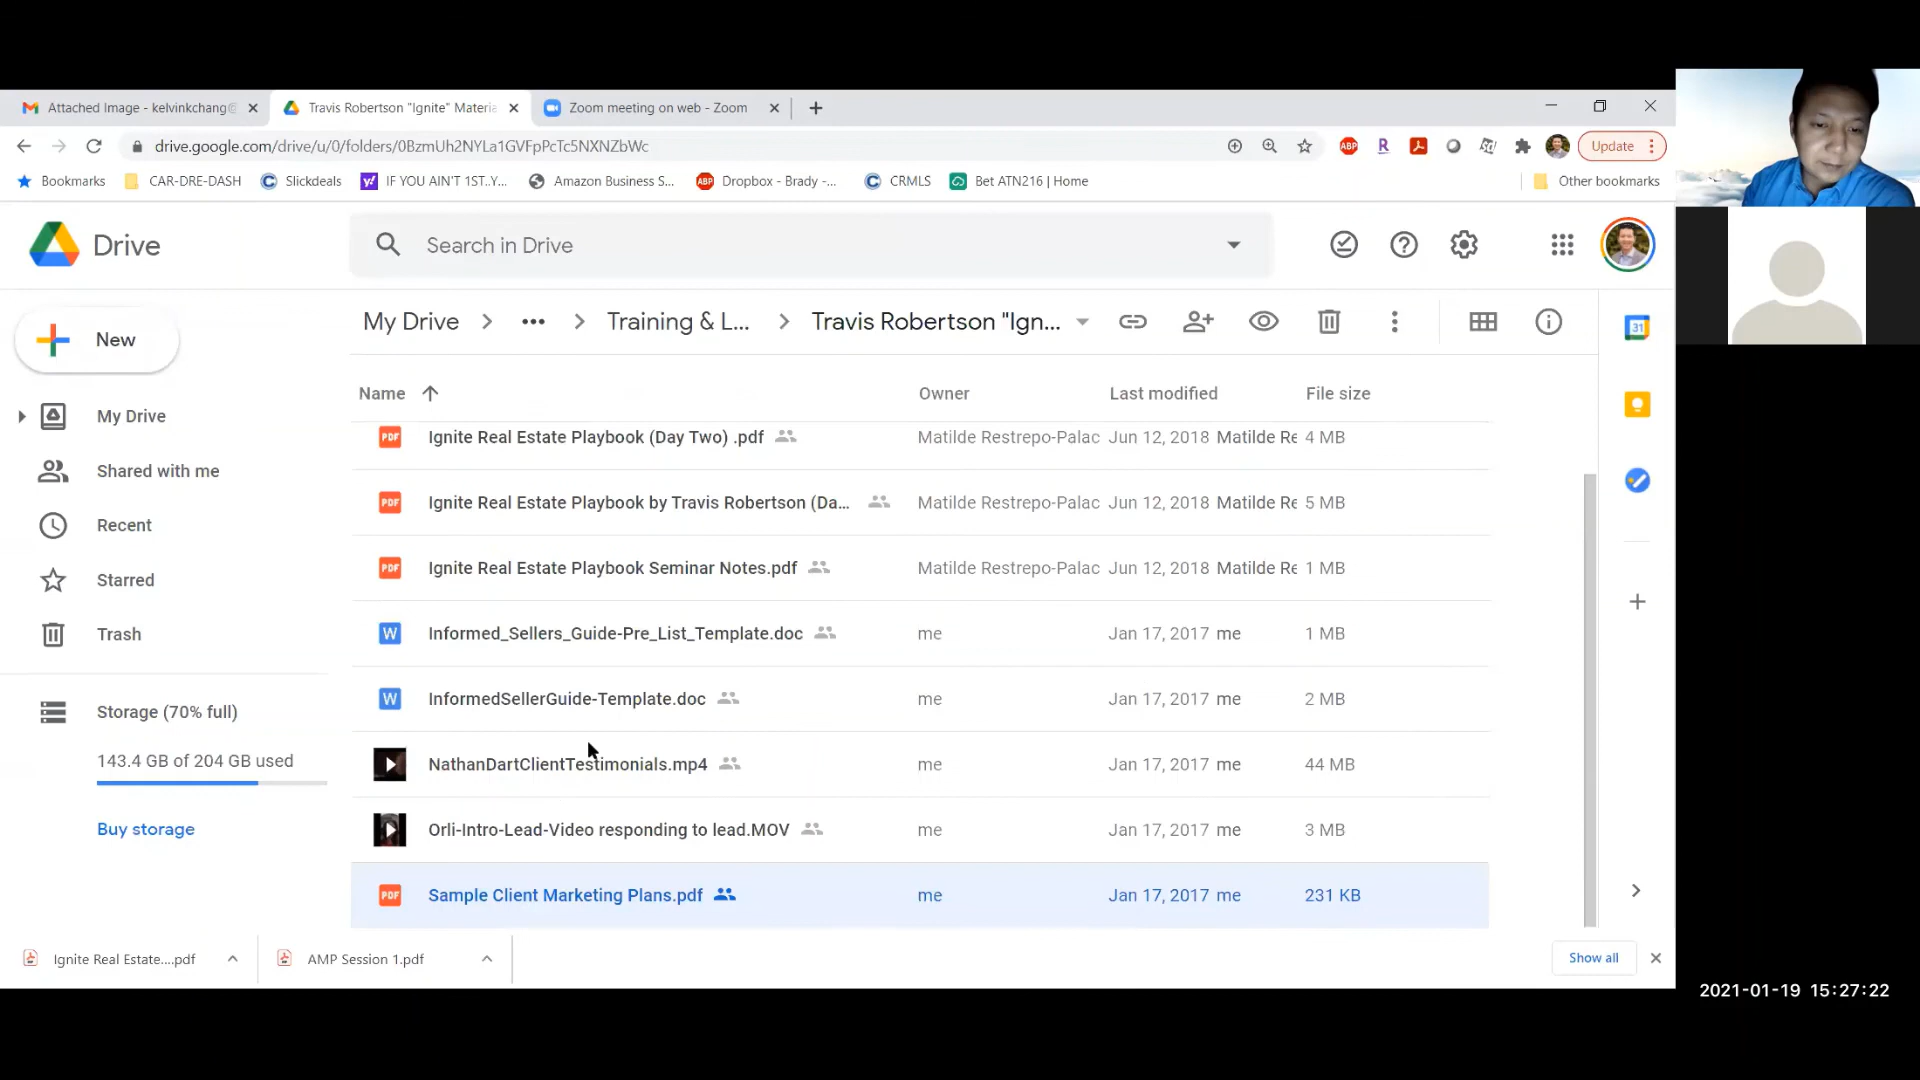 Attached Image - kelvinkchang@
Travis Robertson "Ignite" Materia
Zoom meeting on web - Zoom
drive.google.com/drive/u/0/folders/0BzmUh2NYLa1GVFpPcTc5NXNZbWc
ABP
R
Update
Bookmarks
CAR-DRE-DASH
Slickdeals
IF YOU AIN'T 1ST..Y...
Amazon Business S...
ABP
Dropbox - Brady -...
CRMLS
Bet ATN216 | Home
Other bookmarks
Drive
Search in Drive
New
My Drive
...
Training & L...
Travis Robertson "Ign...
31
My Drive
Shared with me
Recent
Starred
Trash
Storage (70% full)
143.4 GB of 204 GB used
Buy storage
Name Owner Last modified File size
PDF Ignite Real Estate Playbook (Day Two) .pdf Matilde Restrepo-Palac Jun 12, 2018 Matilde Re 4 MB
PDF Ignite Real Estate Playbook by Travis Robertson (Da... Matilde Restrepo-Palac Jun 12, 2018 Matilde Re 5 MB
PDF Ignite Real Estate Playbook Seminar Notes.pdf Matilde Restrepo-Palac Jun 12, 2018 Matilde Re 1 MB
W Informed_Sellers_Guide-Pre_List_Template.doc me Jan 17, 2017 me 1 MB
W InformedSellerGuide-Template.doc me Jan 17, 2017 me 2 MB
NathanDartClientTestimonials.mp4 me Jan 17, 2017 me 44 MB
Orli-Intro-Lead-Video responding to lead.MOV me Jan 17, 2017 me 3 MB
PDF Sample Client Marketing Plans.pdf me Jan 17, 2017 me 231 KB
Ignite Real Estate....pdf
AMP Session 1.pdf
Show all
2021-01-19 15:27:22